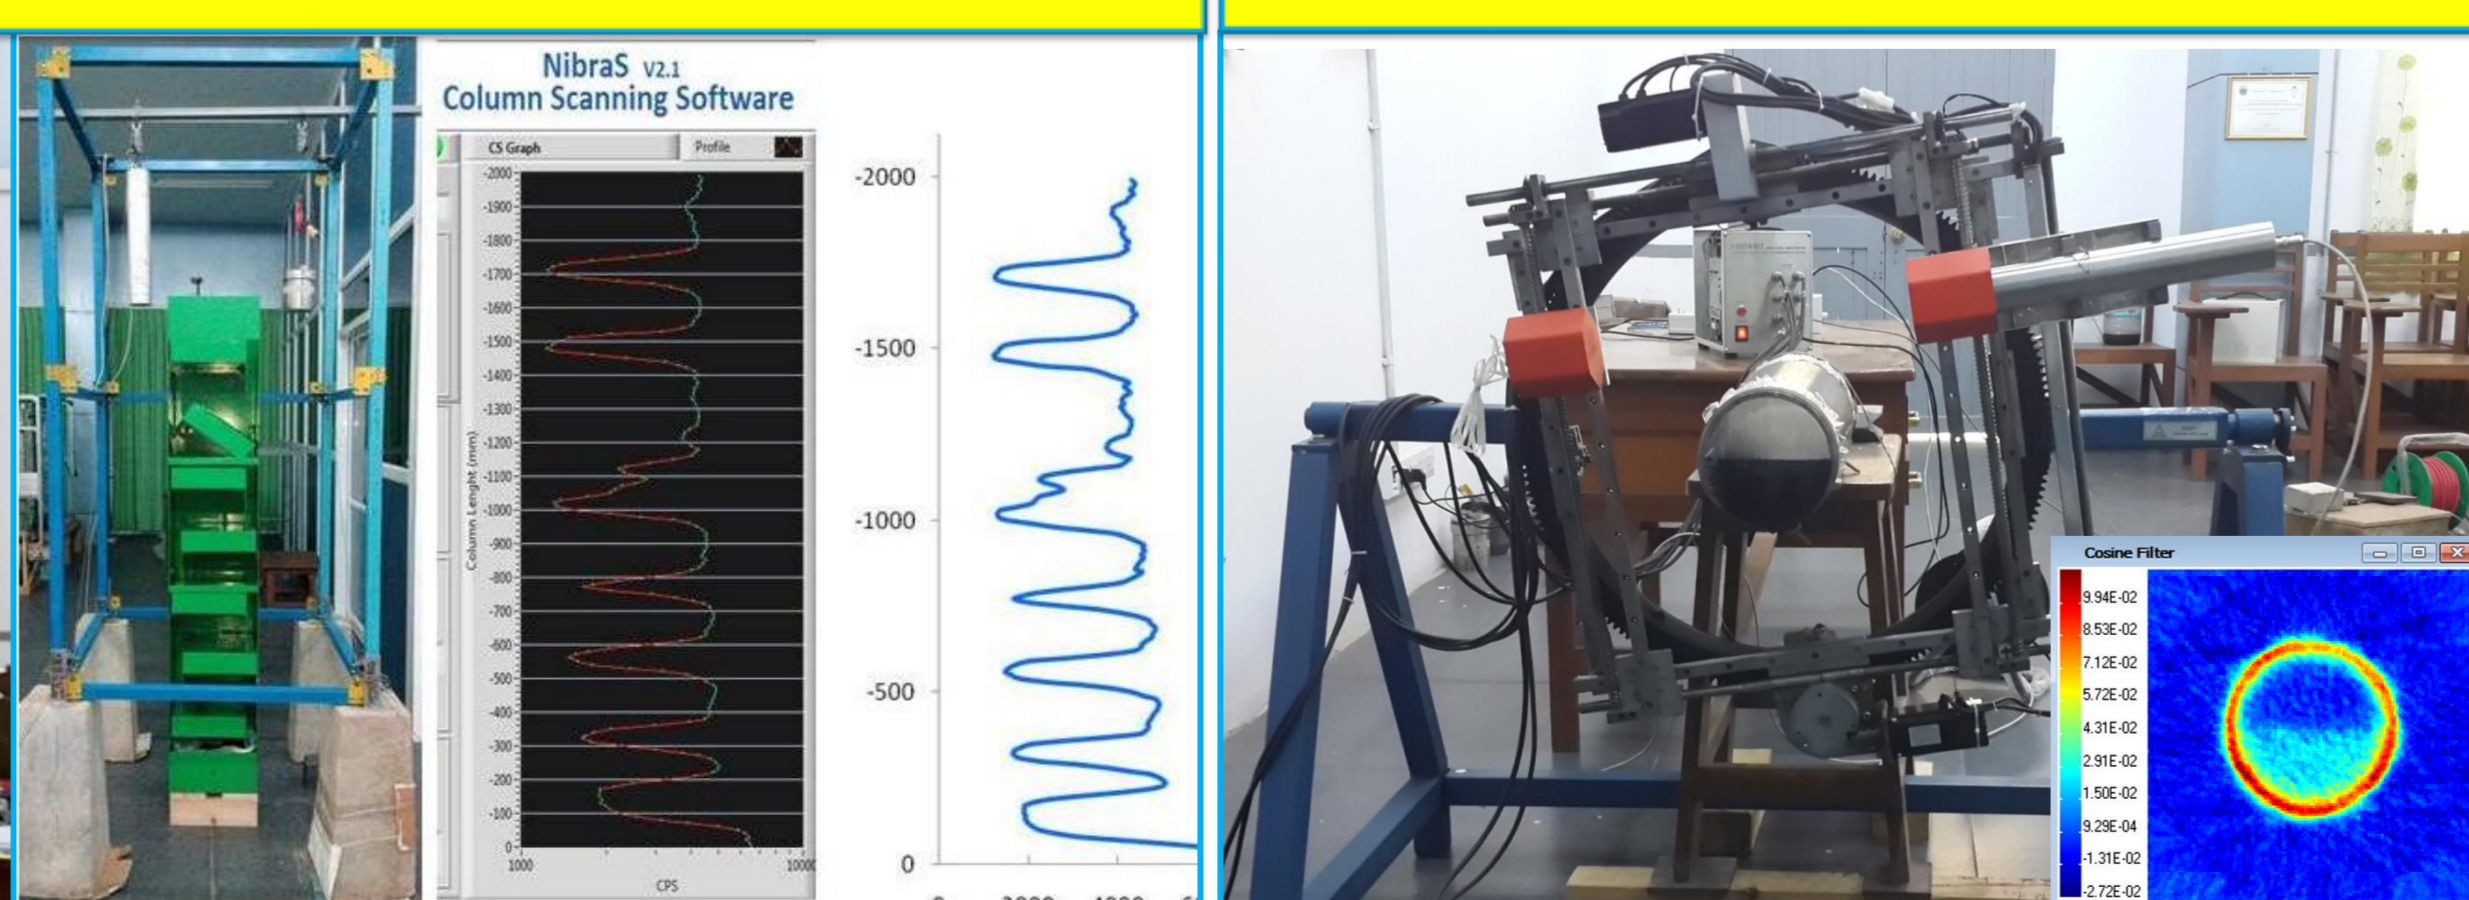 NibraS V2.1
Column Scanning Software
CS Graph
Profile
-2000
-1900
-1800
-1700
-1600
-1500
-1400
-1300
-1200
-1100
-1000
-900
-800
-700
-600
-500
-400
-300
-200
-100
0
Column Lenght (mm)
1000
10000
CPS
-2000
-1500
-1000
-500
0
Cosine Filter
9.94E-02
8.53E-02
7.12E-02
5.72E-02
4.31E-02
2.91E-02
1.50E-02
9.29E-04
-1.31E-02
-2.72E-02